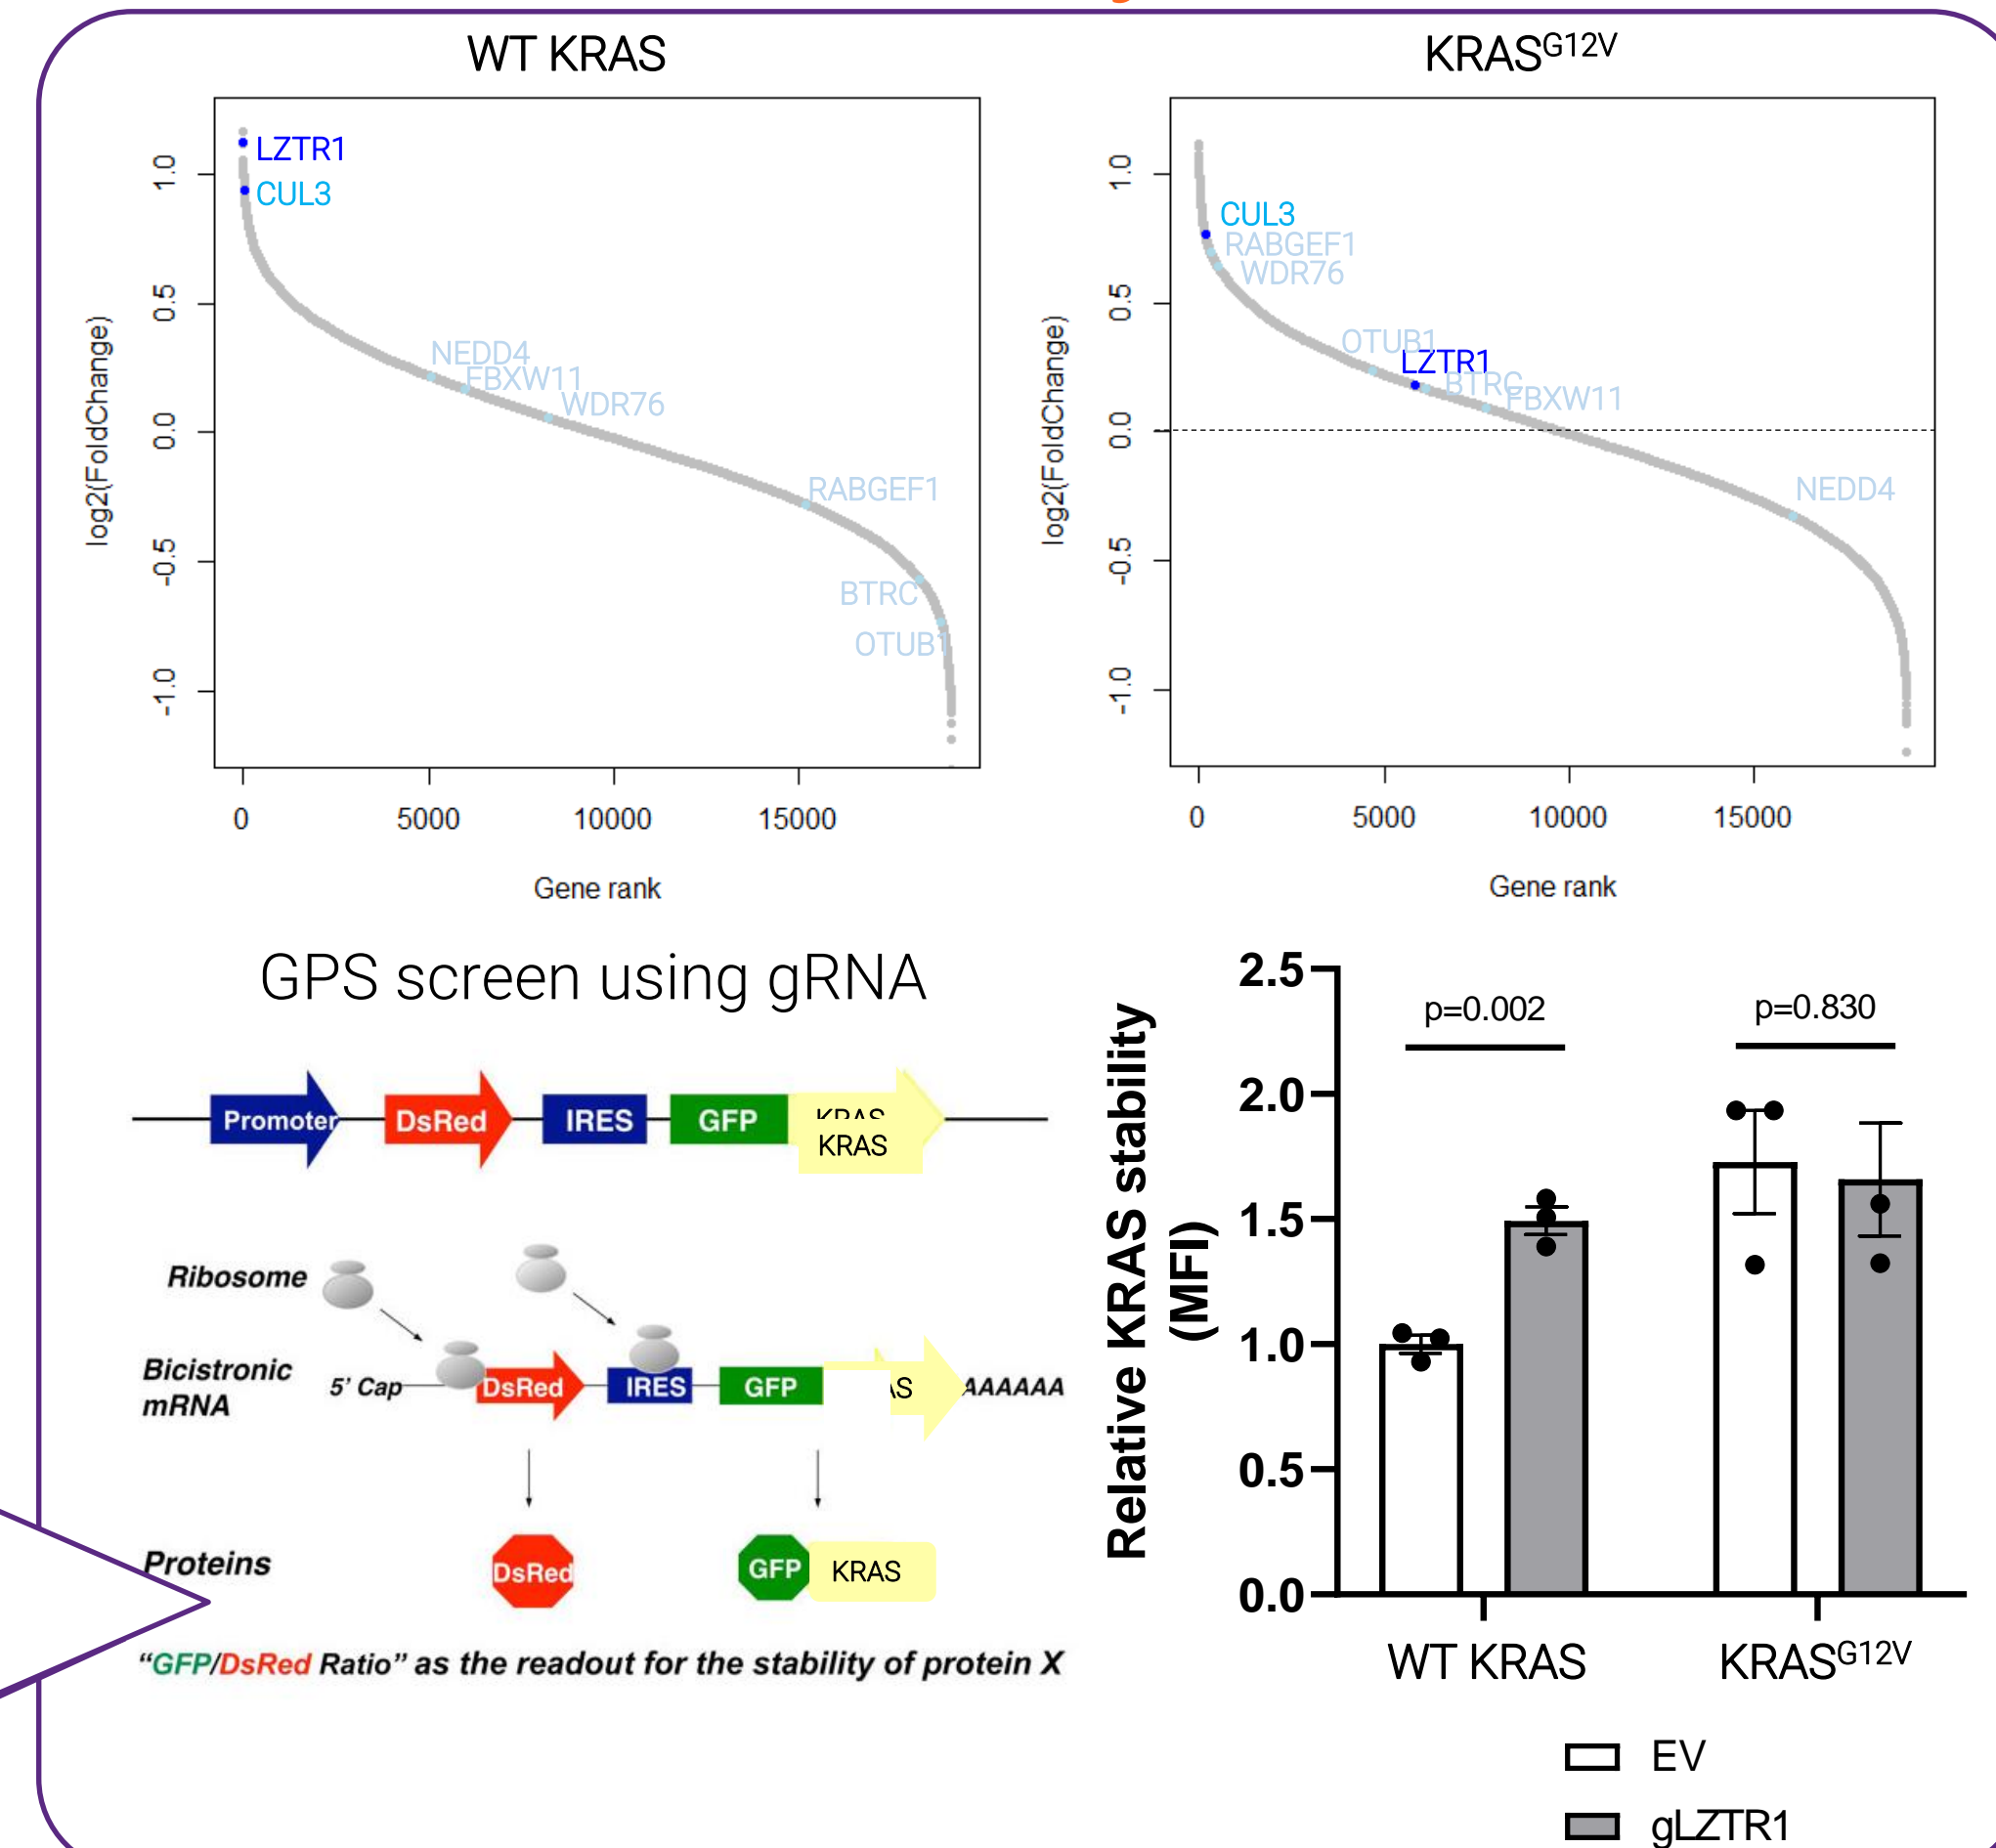 WT KRAS
log2(FoldChange)
1.0
0.5
0.0
-0.5
-1.0
LZTR1
CUL3
NEDD4
FBXW11
WDR76
RABGEF1
BTRC
OTUB
0 5000 10000 15000
Gene rank
KRASG12V
log2(FoldChange)
1.0
0.5
0.0
-0.5
-1.0
CUL3
RABGEF1
WDR76
OTUB1
LZTR1
BTRC
FBXW11
NEDD4
0 5000 10000 15000
Gene rank
GPS screen using gRNA
Promoter DsRed IRES GFP KRAS
KRAS
Ribosome
Bicistronic
mRNA
5' Cap DsRed IRES GFP AS AAAAAA
Proteins
DsRed GFP KRAS
“GFP/DsRed Ratio” as the readout for the stability of protein X
Relative KRAS stability
(MFI)
2.5
2.0
1.5
1.0
0.5
0.0
p=0.002 p=0.830
WT KRAS KRASG12V
EV
gLZTR1